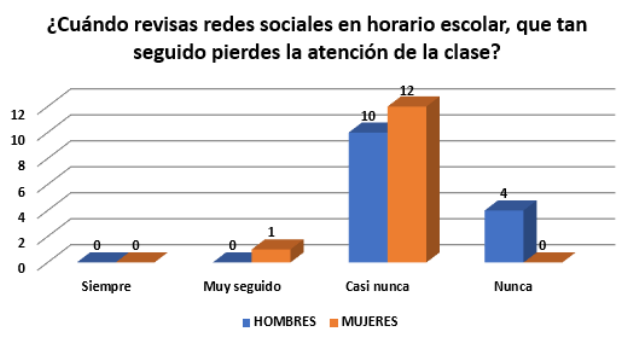 ¿Cuándo revisas redes sociales en horario escolar, que tan
seguido pierdes la atención de la clase?
12
10
8
6
4
2
0
0 0
0 1
10 12
4 0
Siempre Muy seguido Casi nunca Nunca
HOMBRES MUJERES